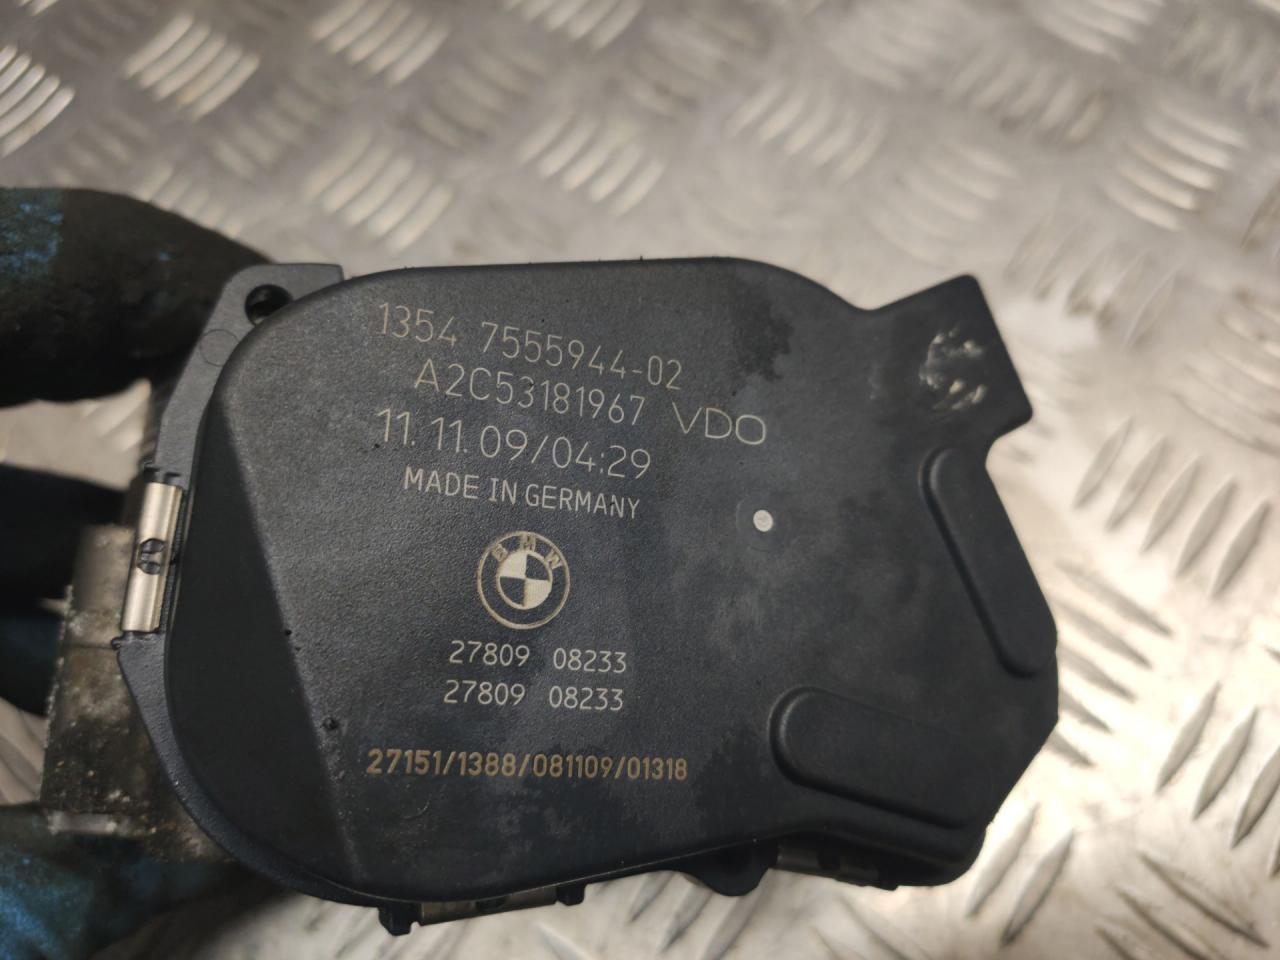 1354 7555944-02
A2C53181967 VDO
11.11.09/04:29
MADE IN GERMANY
BMW
27809 08233
27809 08233
27151/1388/081109/01318